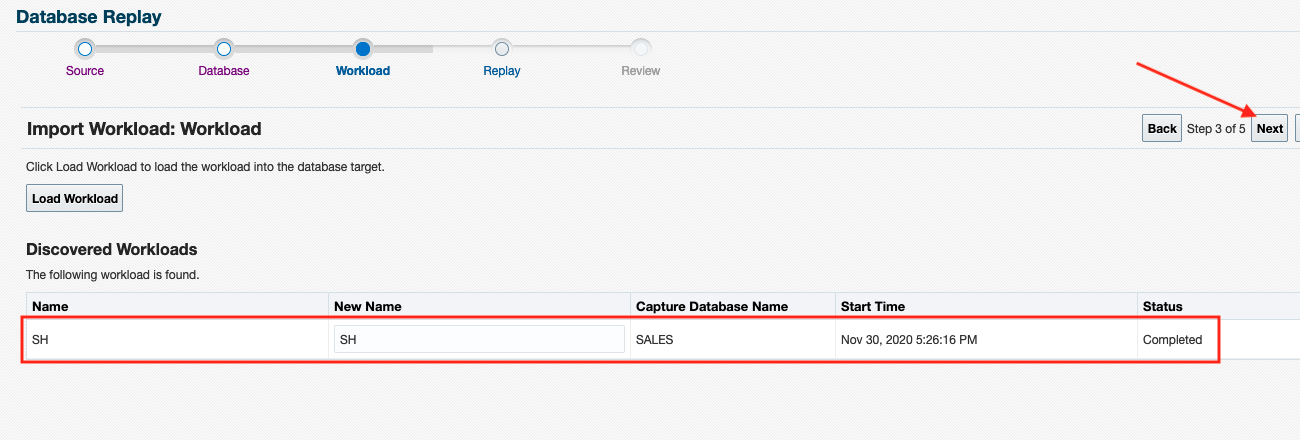 Database Replay
Source Database Workload Replay Review
Import Workload: Workload
Back Step 3 of 5 Next
Click Load Workload to load the workload into the database target.
Load Workload
Discovered Workloads
The following workload is found.
Name New Name Capture Database Name Start Time Status
SH SH SALES Nov 30, 2020 5:26:16 PM Completed